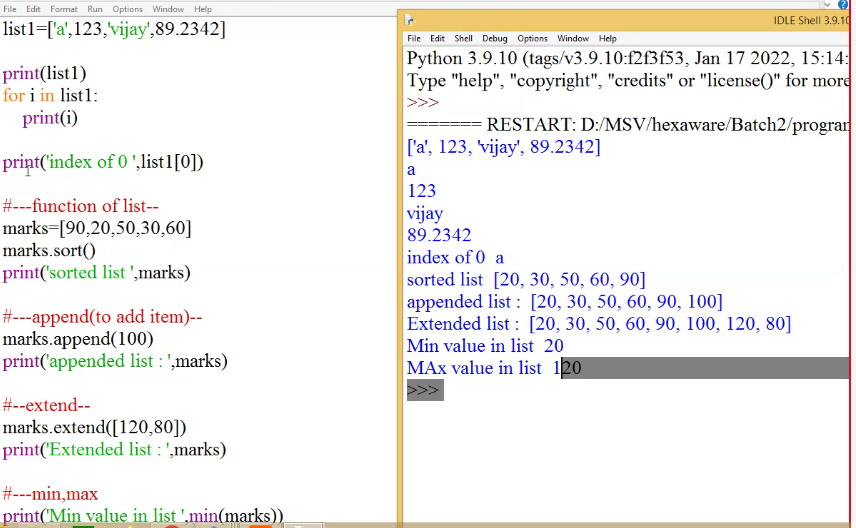 File Edit Format Run Options Window Help
list1=['a',123,'vijay',89.2342]
print(list1)
for i in list1:
print(i)
print('index of 0 ',list1[0])
#---function of list--
marks=[90,20,50,30,60]
marks.sort()
print('sorted list ',marks)
#---append(to add item)--
marks.append(100)
print('appended list : ',marks)
#--extend--
marks.extend([120,80])
print('Extended list : ',marks)
#---min,max
print('Min value in list ',min(marks))
IDLE Shell 3.9.10
File Edit Shell Debug Options Window Help
Python 3.9.10 (tags/v3.9.10:f2f3f53, Jan 17 2022, 15:14:
Type "help", "copyright", "credits" or "license()" for more
>>>
======= RESTART: D:/MSV/hexaware/Batch2/program
['a', 123, 'vijay', 89.2342]
a
123
vijay
89.2342
index of 0  a
sorted list  [20, 30, 50, 60, 90]
appended list :  [20, 30, 50, 60, 90, 100]
Extended list :  [20, 30, 50, 60, 90, 100, 120, 80]
Min value in list  20
MAx value in list  120
>>>